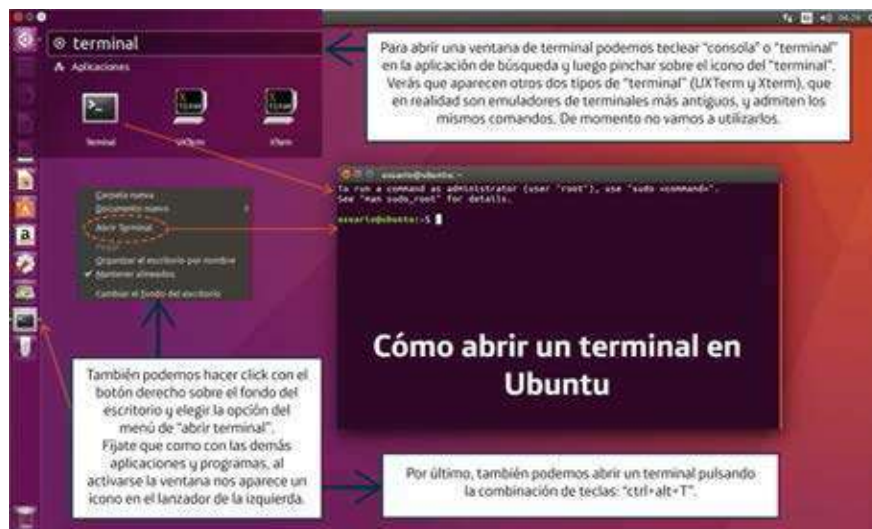 04:29
terminal
Aplicaciones
Terminal
UXTerm
XTerm
Para abrir una ventana de terminal podemos teclear "consola" o "terminal"
en la aplicación de búsqueda y luego pinchar sobre el icono del "terminal".
Verás que aparecen otros dos tipos de "terminal" (UXTerm y Xterm), que
en realidad son emuladores de terminales más antiguos, y admiten los
mismos comandos. De momento no vamos a utilizarlos.
usuario@ubuntu: ~
To run a command as administrator (user "root"), use "sudo <command>".
See "man sudo_root" for details.
usuario@ubuntu:~$
Carpeta nueva
Documento nuevo
Abrir Terminal
Organizar el escritorio por nombre
Mantener alineados
Cambiar el fondo del escritorio
Cómo abrir un terminal en
Ubuntu
También podemos hacer click con el
botón derecho sobre el fondo del
escritorio y elegir la opción del
menú de "abrir terminal".
Fíjate que como con las demás
aplicaciones y programas, al
activarse la ventana nos aparece un
icono en el lanzador de la izquierda.
Por último, también podemos abrir un terminal pulsando
la combinación de teclas: "ctrl+alt+T".